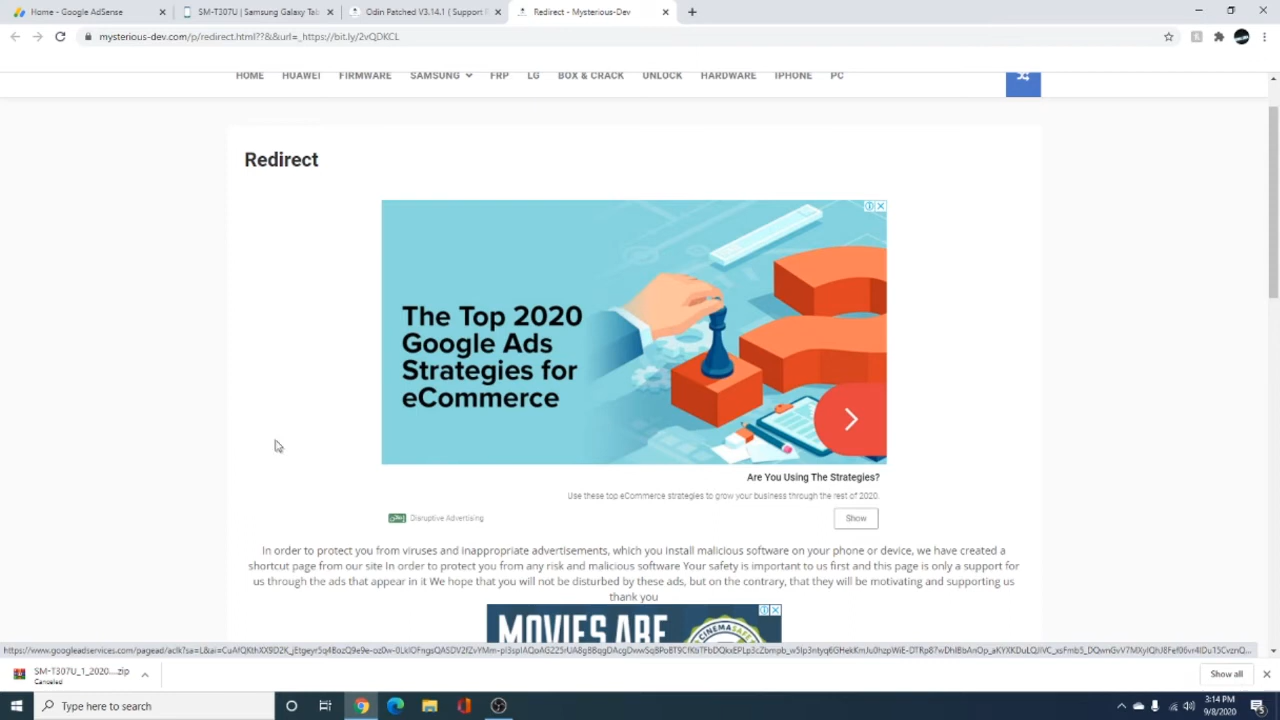 Home - Google AdSense
SM-T307U | Samsung Galaxy Tab
Odin Patched V3.14.1 ( Support F
Redirect - Mysterious-Dev
mysterious-dev.com/p/redirect.html??&&url=_https://bit.ly/2vQDKCL
HOME HUAWEI FIRMWARE SAMSUNG FRP LG BOX & CRACK UNLOCK HARDWARE IPHONE PC
Redirect
The Top 2020
Google Ads
Strategies for
eCommerce
Are You Using The Strategies?
Use these top eCommerce strategies to grow your business through the rest of 2020.
Disruptive Advertising
Show
In order to protect you from viruses and inappropriate advertisements, which you install malicious software on your phone or device, we have created a
shortcut page from our site In order to protect you from any risk and malicious software Your safety is important to us first and this page is only a support for
us through the ads that appear in it We hope that you will not be disturbed by these ads, but on the contrary, that they will be motivating and supporting us
thank you
MOVIES ARE
CINEMASAFE
SM-T307U_1_2020....zip
Canceled
Show all
Type here to search
3:14 PM
9/8/2020